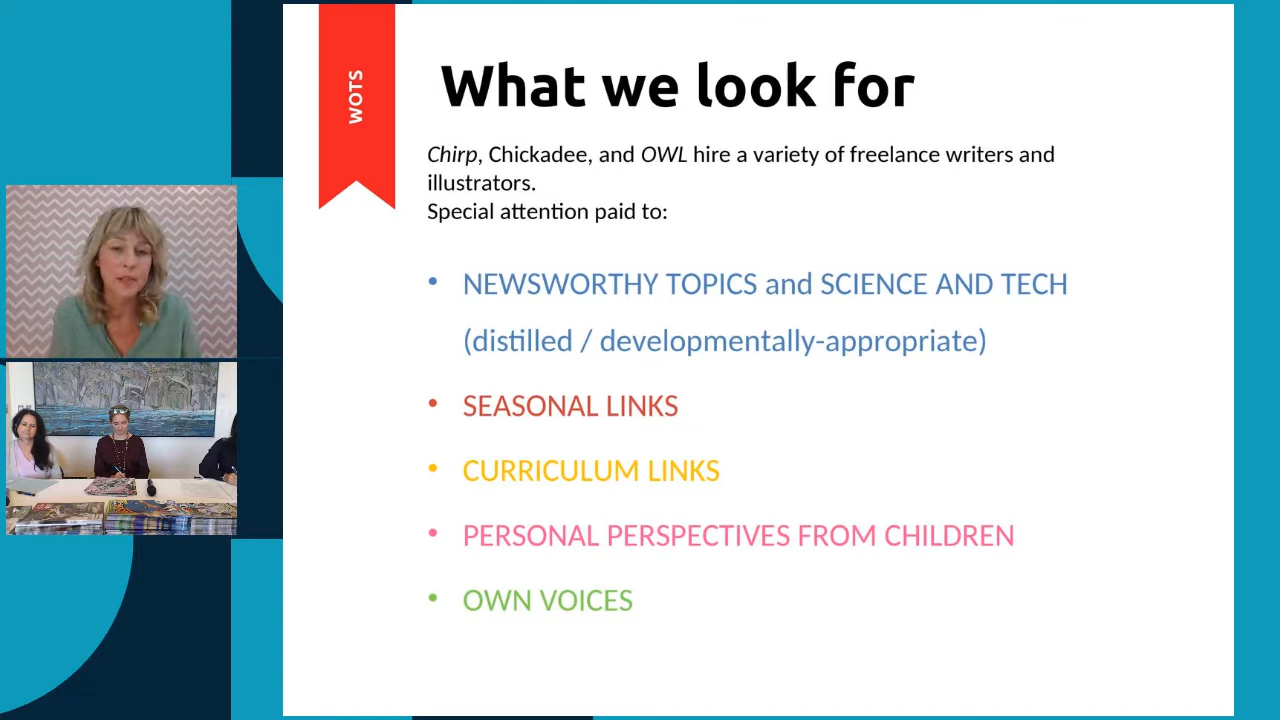 WOTS
What we look for
Chirp, Chickadee, and OWL hire a variety of freelance writers and
illustrators.
Special attention paid to:
• NEWSWORTHY TOPICS and SCIENCE AND TECH
(distilled / developmentally-appropriate)
• SEASONAL LINKS
• CURRICULUM LINKS
• PERSONAL PERSPECTIVES FROM CHILDREN
• OWN VOICES